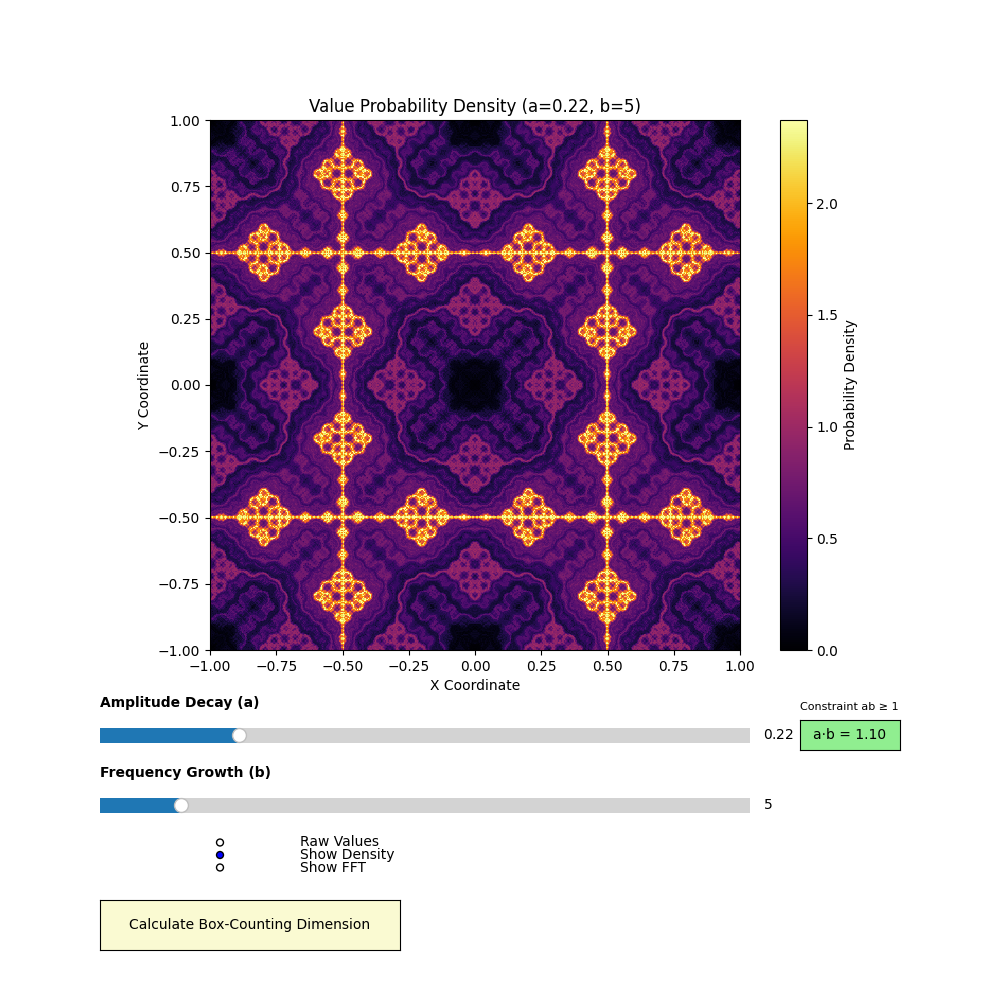 Value Probability Density (a=0.22, b=5)
1.00
0.75
0.50
0.25
0.00
−0.25
−0.50
−0.75
−1.00
Y Coordinate
−1.00 −0.75 −0.50 −0.25 0.00 0.25 0.50 0.75 1.00
X Coordinate
2.0
1.5
1.0
0.5
0.0
Probability Density
Amplitude Decay (a)
Constraint ab ≥ 1
0.22
a·b = 1.10
Frequency Growth (b)
5
Raw Values
Show Density
Show FFT
Calculate Box-Counting Dimension